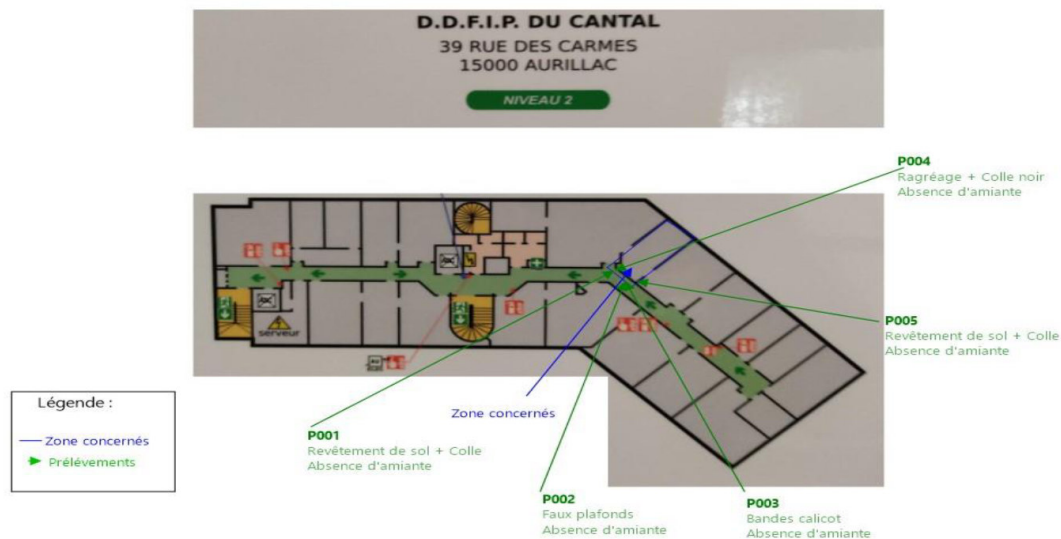 D.D.F.I.P. DU CANTAL
39 RUE DES CARMES
15000 AURILLAC
NIVEAU 2
P004
Ragréage + Colle noir
Absence d'amiante
serveur
P005
Revêtement de sol + Colle
Absence d'amiante
Légende :
Zone concernés
Prélévements
Zone concernés
P001
Revêtement de sol + Colle
Absence d'amiante
P002
Faux plafonds
Absence d'amiante
P003
Bandes calicot
Absence d'amiante